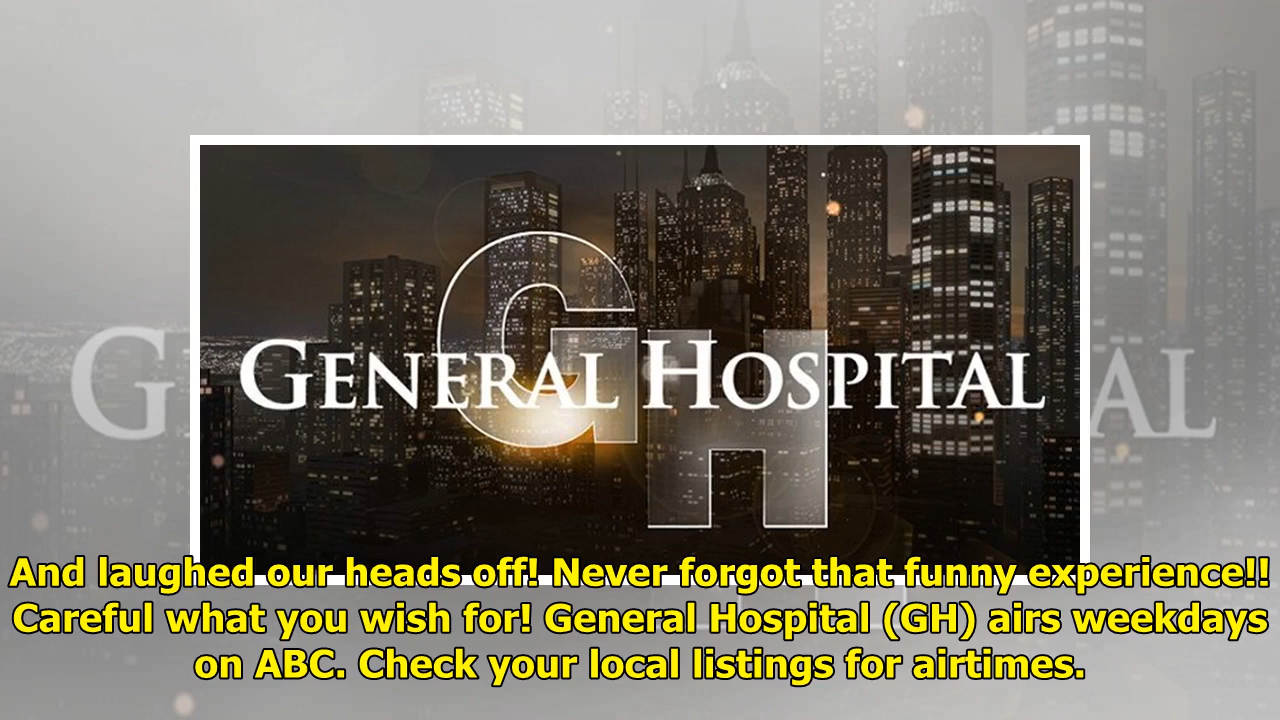 GH
GENERAL HOSPITAL
G AL
And laughed our heads off! Never forgot that funny experience!!
Careful what you wish for! General Hospital (GH) airs weekdays
on ABC. Check your local listings for airtimes.